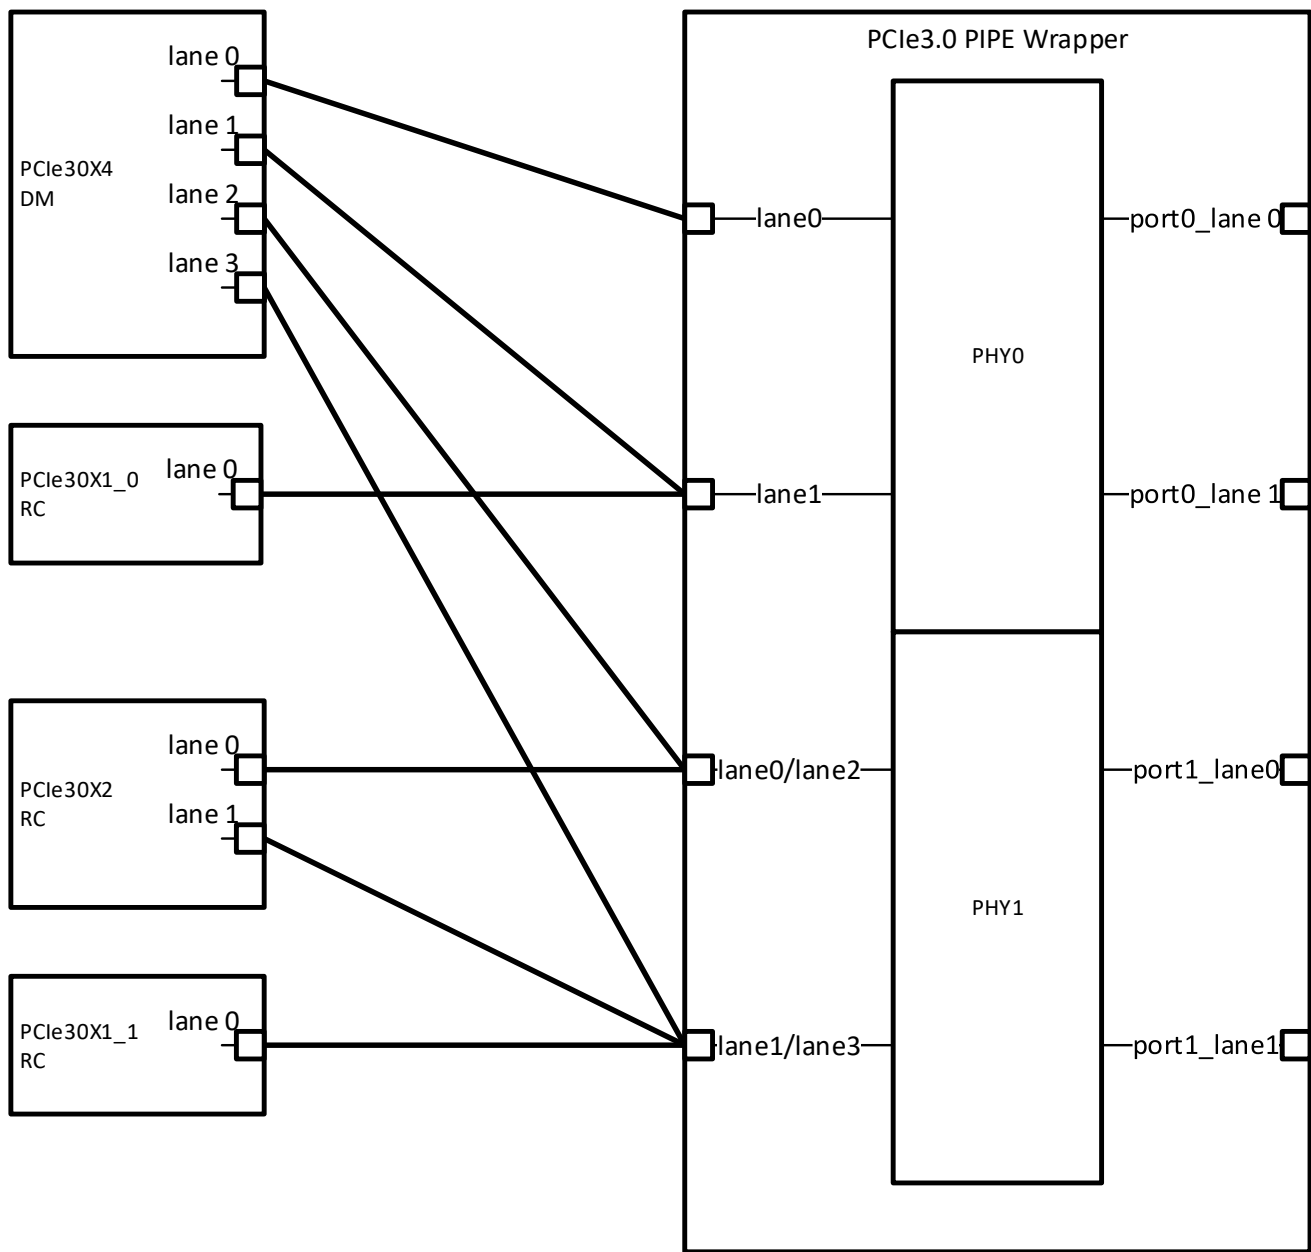 PCIe30X4
DM
lane 0
lane 1
lane 2
lane 3
PCIe30X1_0
RC
lane 0
PCIe30X2
RC
lane 0
lane 1
PCIe30X1_1
RC
lane 0
PCIe3.0 PIPE Wrapper
lane0
lane1
lane0/lane2
lane1/lane3
PHY0
PHY1
port0_lane 0
port0_lane 1
port1_lane0
port1_lane1